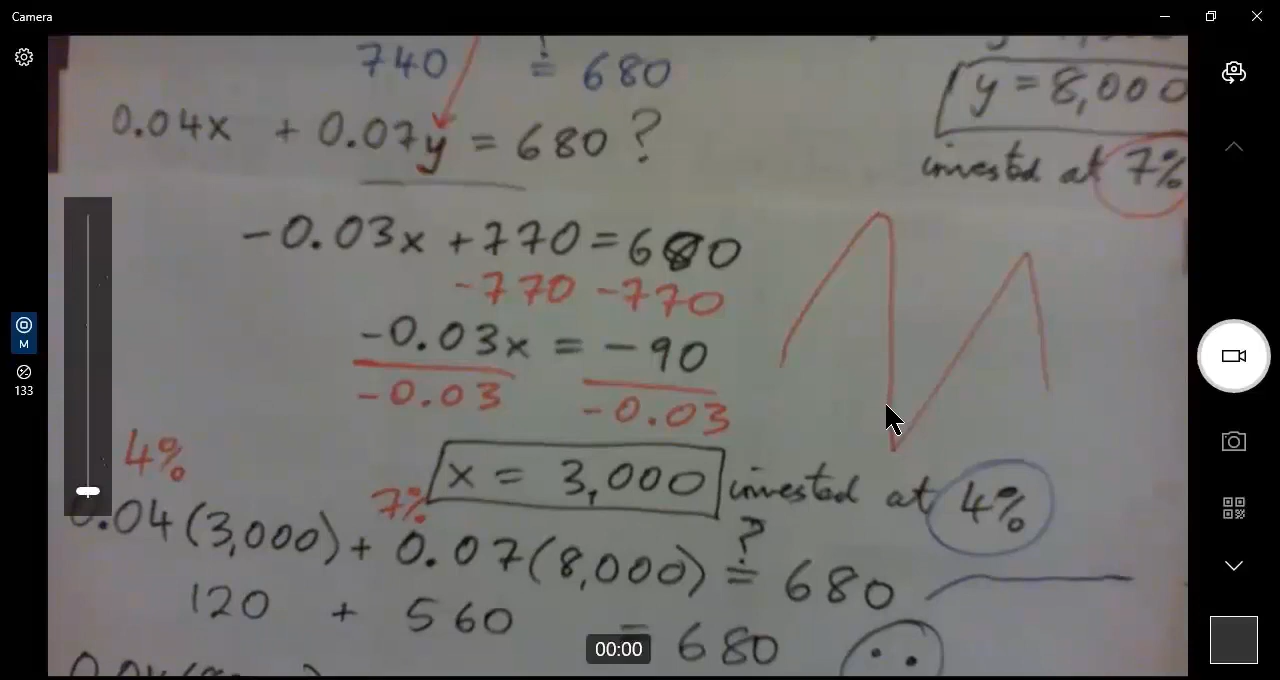 Camera
740 ≟ 680
0.04x + 0.07y = 680 ?
y = 8,000
invested at 7%
-0.03x + 770 = 680
-770 -770
-0.03x = -90
-0.03 -0.03
x = 3,000 invested at 4%
4% 7%
0.04 (3,000) + 0.07 (8,000) ≟ 680
120 + 560 = 680
M
133
00:00